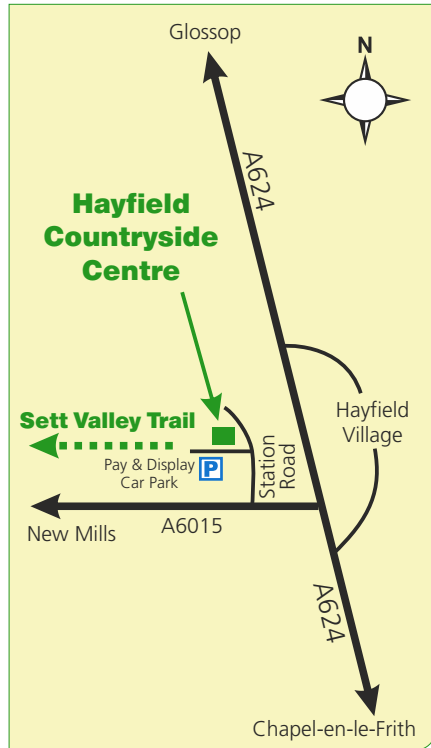 Glossop
N
A624
Hayfield
Countryside
Centre
Sett Valley Trail
Hayfield
Village
Pay & Display
Car Park
P
Station
Road
New Mills
A6015
A624
Chapel-en-le-Frith